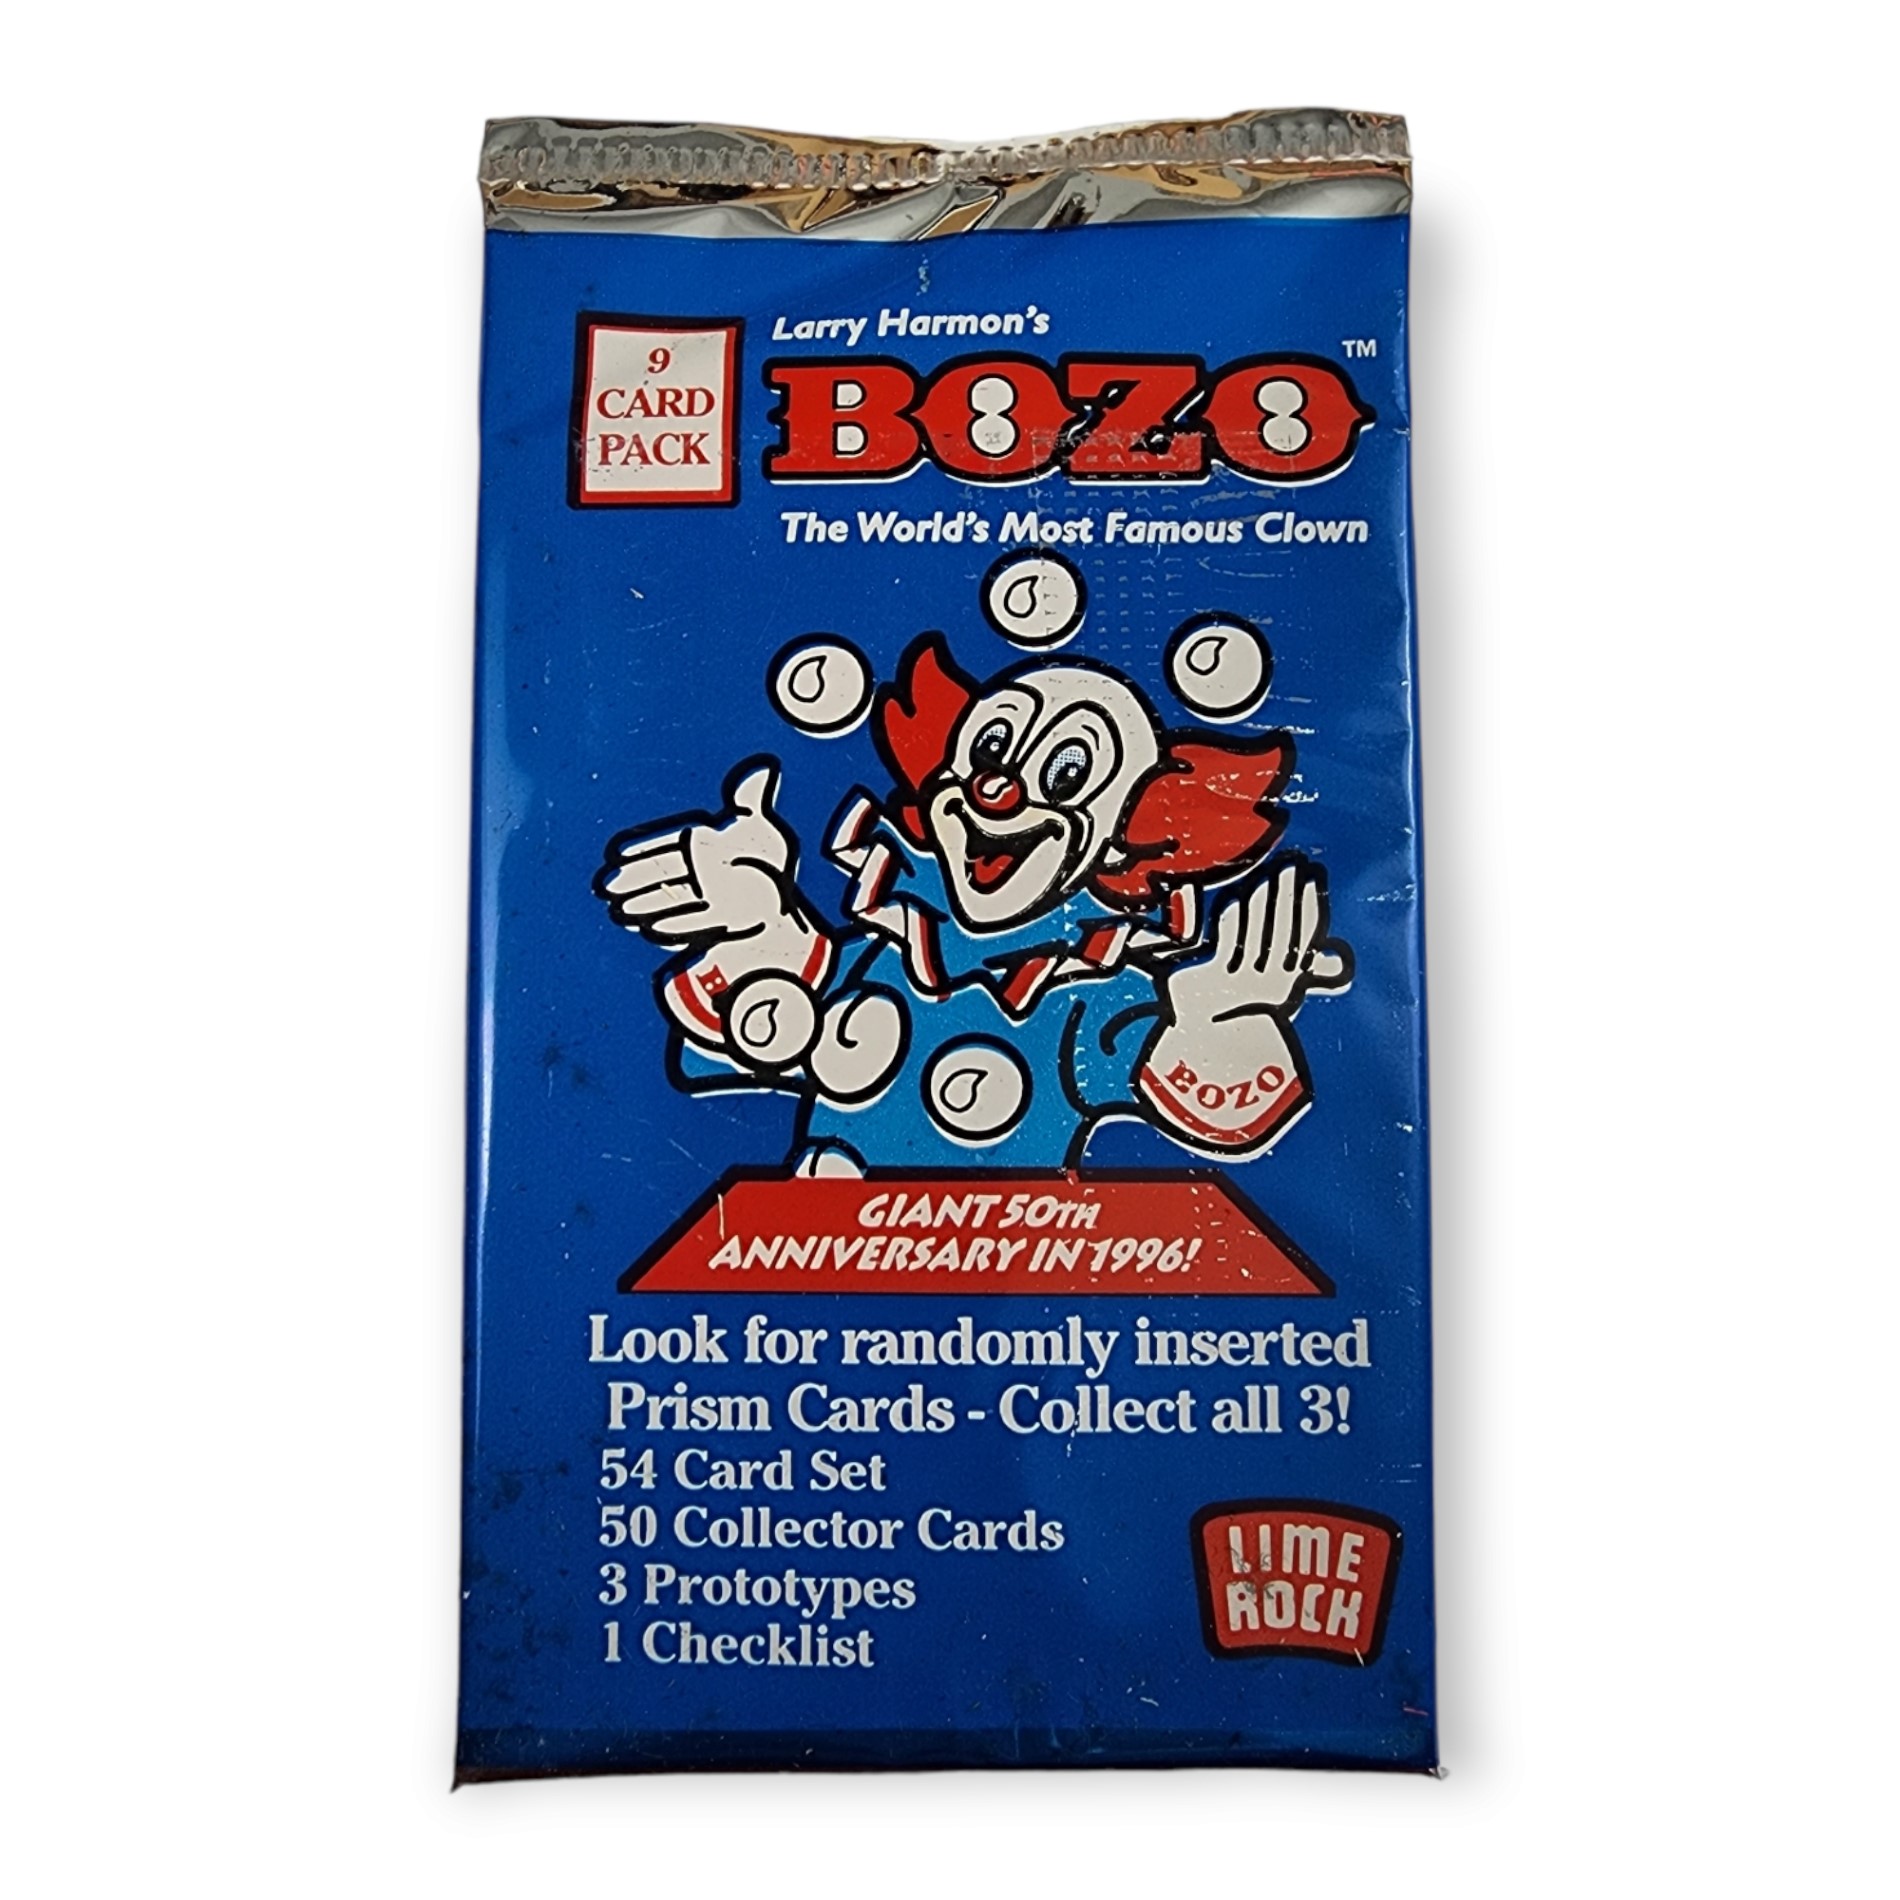 9
CARD
PACK
Larry Harmon's
BOZO™
The World's Most Famous Clown
B
BOZO
GIANT 50TH
ANNIVERSARY IN 1996!
Look for randomly inserted
Prism Cards - Collect all 3!
54 Card Set
50 Collector Cards
3 Prototypes
1 Checklist
LIME
ROCK